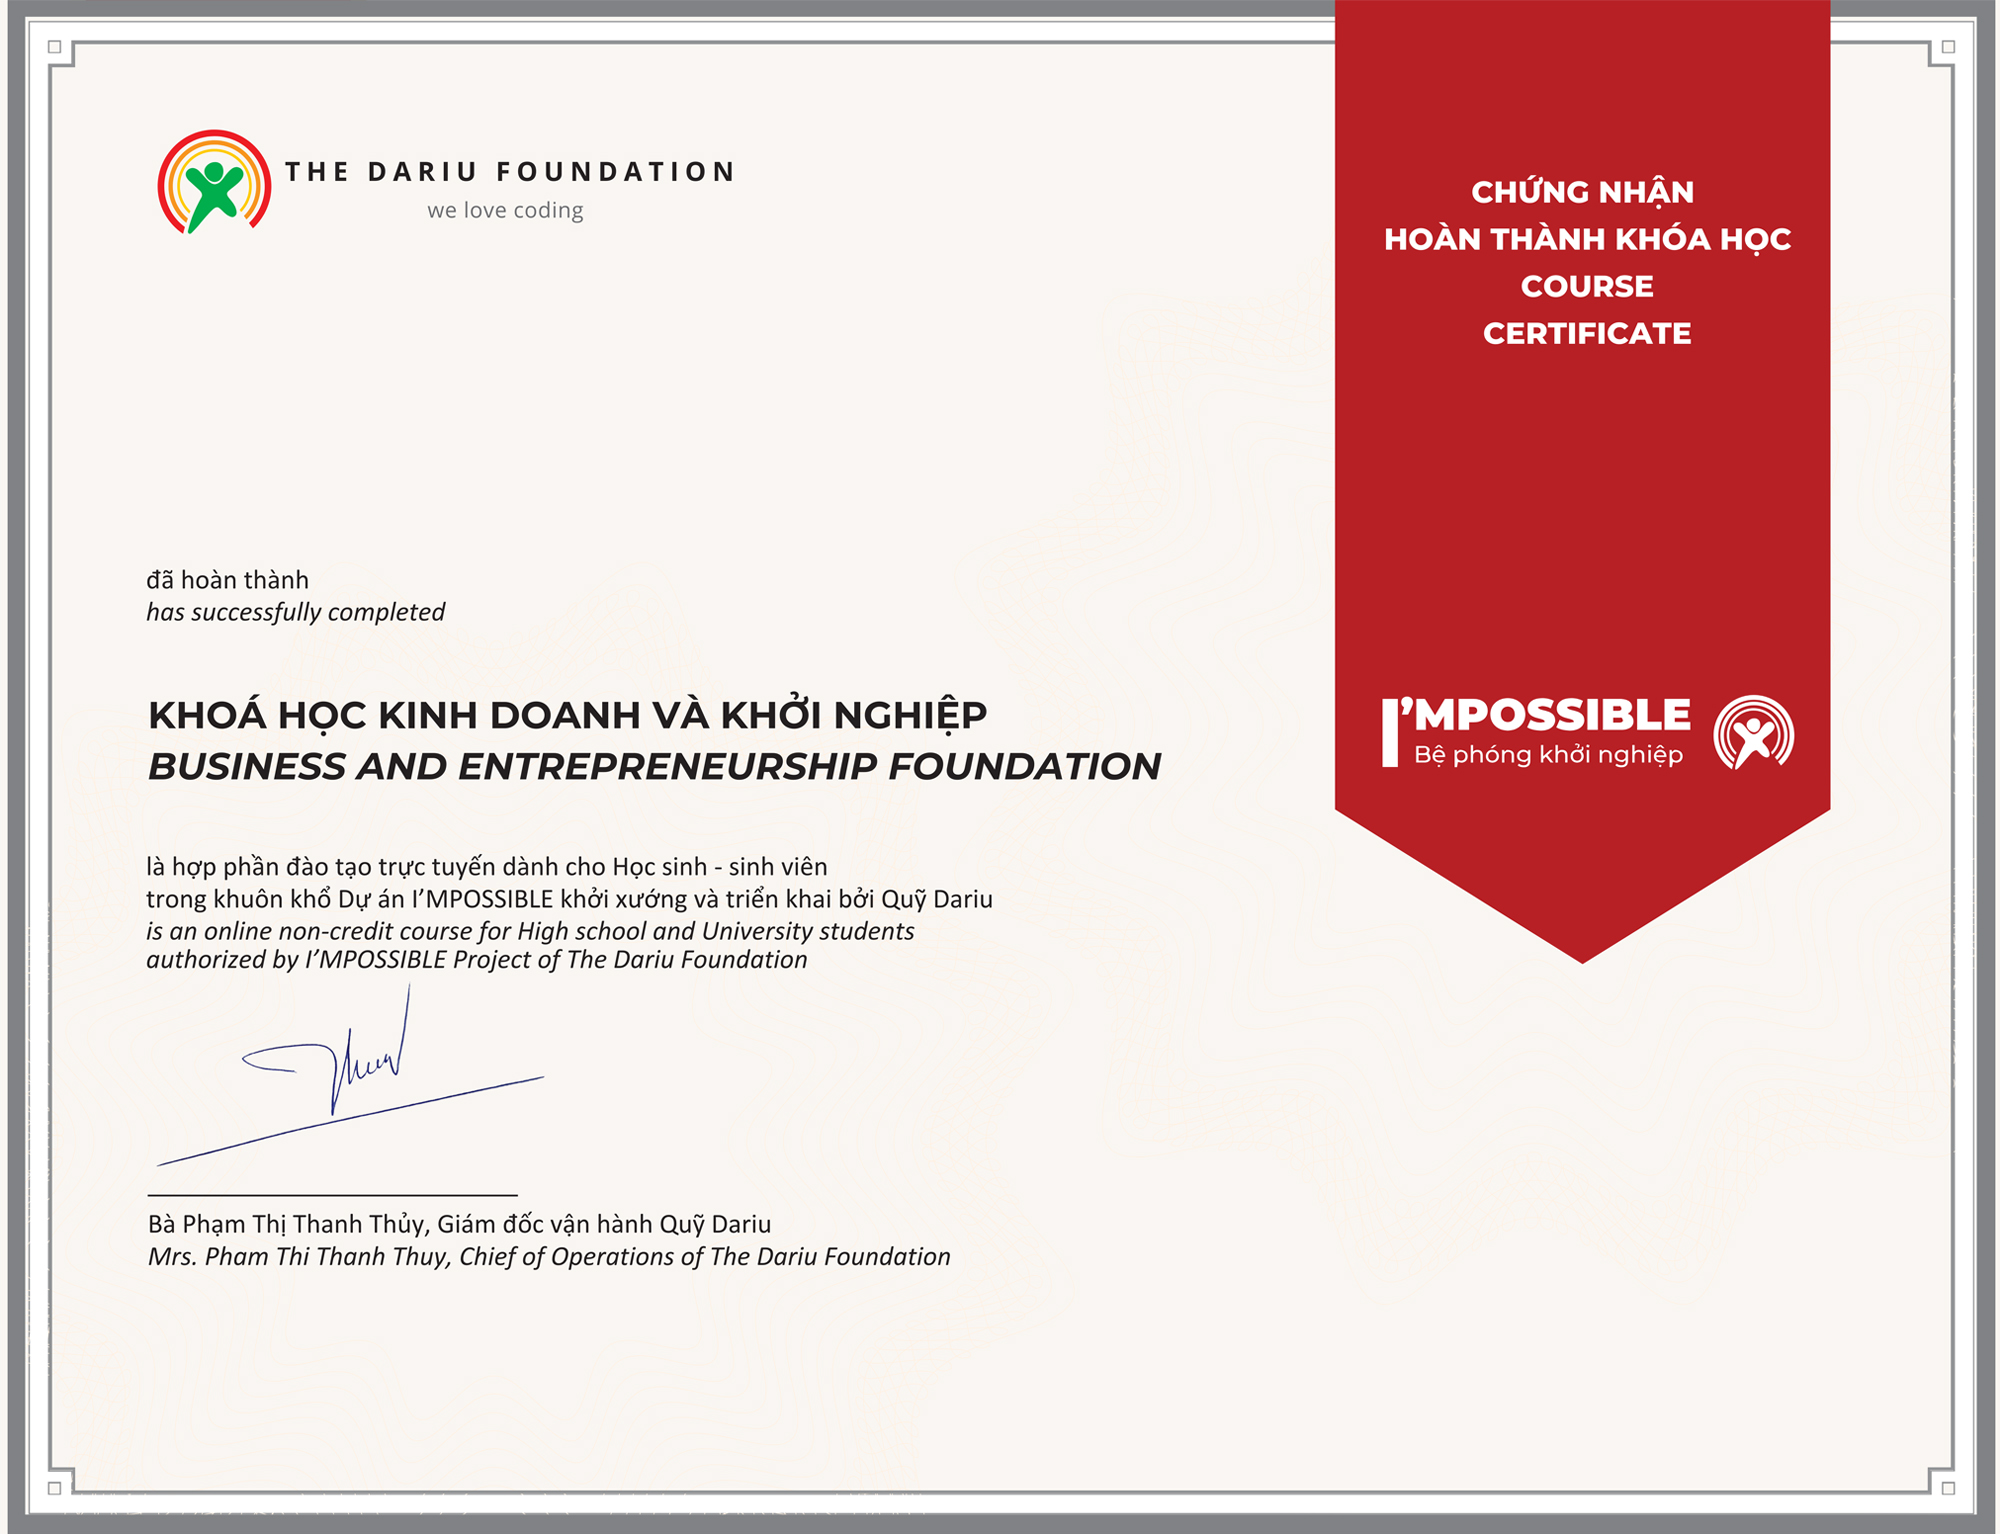 THE DARIU FOUNDATION
we love coding
CHỨNG NHẬN
HOÀN THÀNH KHÓA HỌC
COURSE
CERTIFICATE
đã hoàn thành
has successfully completed
KHOÁ HỌC KINH DOANH VÀ KHỞI NGHIỆP
BUSINESS AND ENTREPRENEURSHIP FOUNDATION
I'MPOSSIBLE
Bệ phóng khởi nghiệp
là hợp phần đào tạo trực tuyến dành cho Học sinh - sinh viên
trong khuôn khổ Dự án I'MPOSSIBLE khởi xướng và triển khai bởi Quỹ Dariu
is an online non-credit course for High school and University students
authorized by I'MPOSSIBLE Project of The Dariu Foundation
Thuy
Bà Phạm Thị Thanh Thủy, Giám đốc vận hành Quỹ Dariu
Mrs. Pham Thi Thanh Thuy, Chief of Operations of The Dariu Foundation